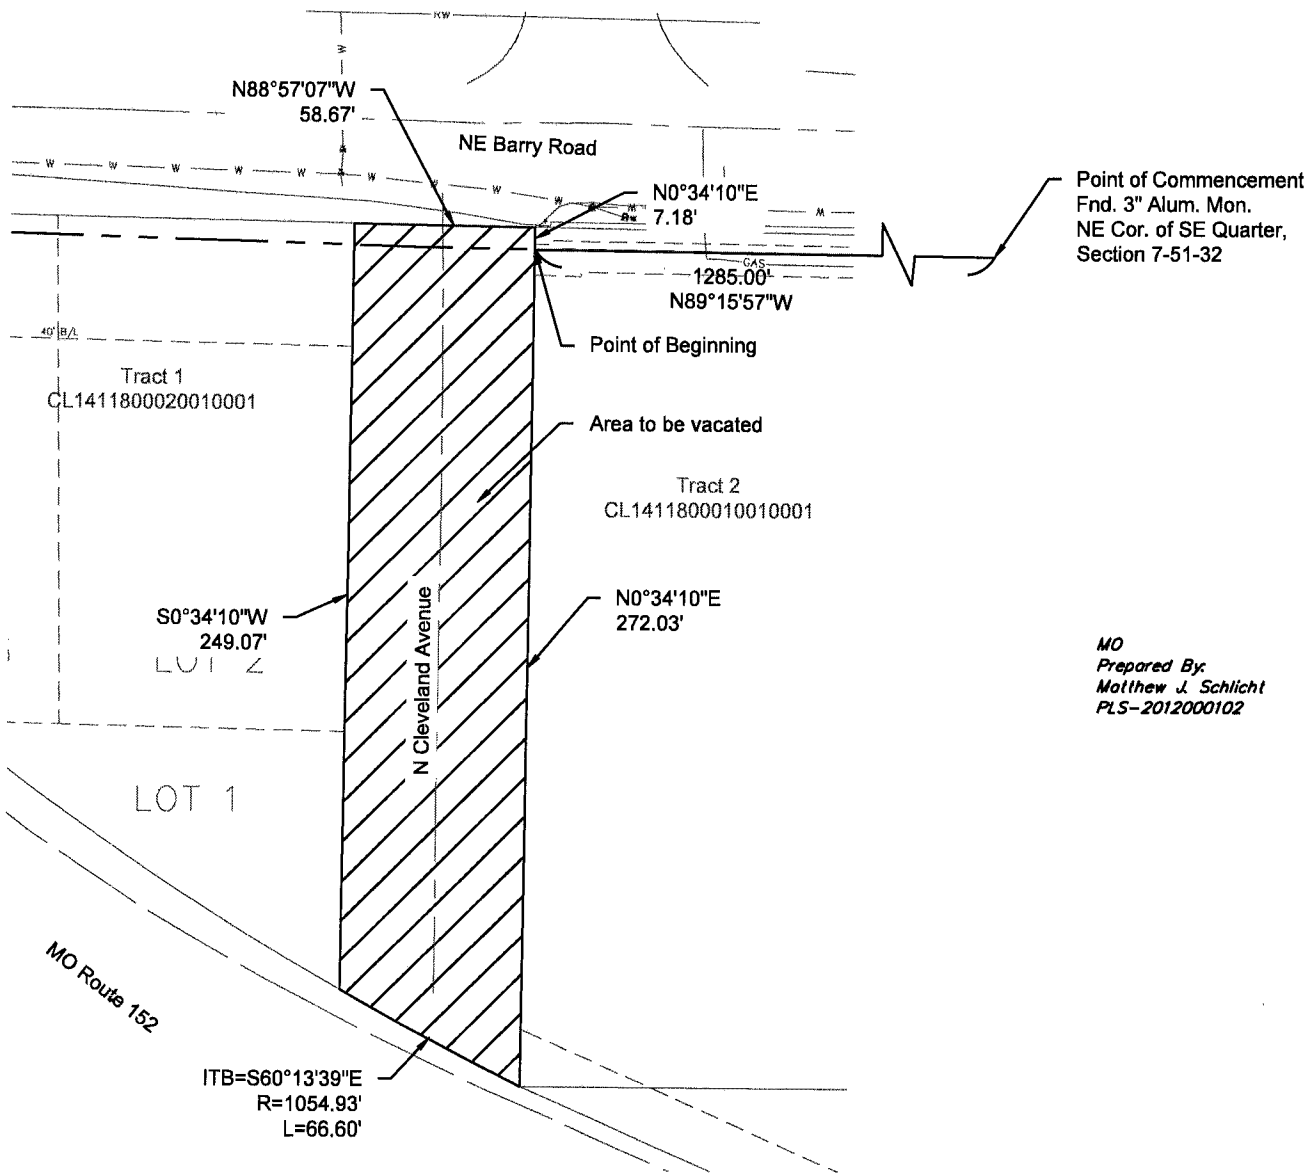 RW
W
N88°57'07"W
58.67'
NE Barry Road
W W W W W W W W W
N0°34'10"E
7.18'
Point of Commencement
Fnd. 3" Alum. Mon.
NE Cor. of SE Quarter,
Section 7-51-32
GAS
1285.00'
N89°15'57"W
40' B/L
Point of Beginning
Tract 1
CL1411800020010001
Area to be vacated
Tract 2
CL1411800010010001
S0°34'10"W
249.07'
N0°34'10"E
272.03'
N Cleveland Avenue
LOT 2
MO
Prepared By:
Matthew J. Schlicht
PLS-2012000102
LOT 1
MO Route 152
ITB=S60°13'39"E
R=1054.93'
L=66.60'